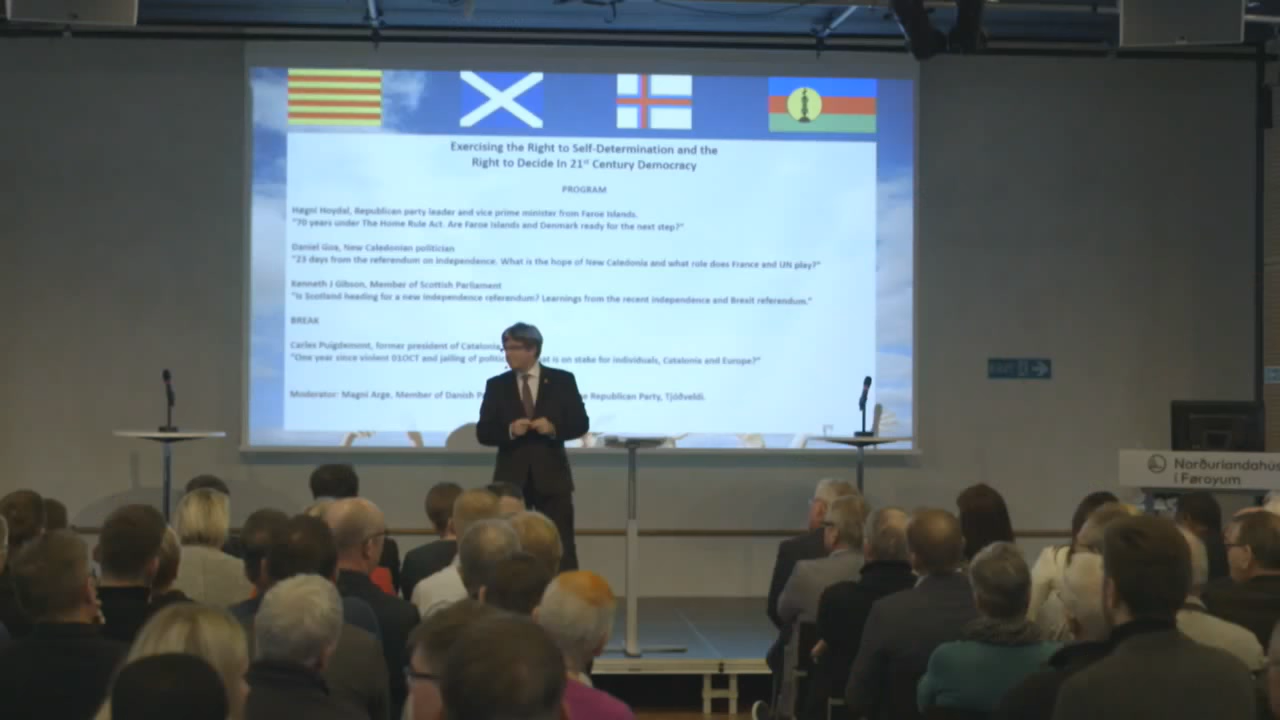 Exercising the Right to Self-Determination and the
Right to Decide In 21st Century Democracy
PROGRAM
Høgni Hoydal, Republican party leader and vice prime minister from Faroe Islands.
"70 years under The Home Rule Act. Are Faroe Islands and Denmark ready for the next step?"
Daniel Goa, New Caledonian politician
"23 days from the referendum on independence. What is the hope of New Caledonia and what role does France and UN play?"
Kenneth J Gibson, Member of Scottish Parliament
"Is Scotland heading for a new independence referendum? Learnings from the recent independence and Brexit referendum."
BREAK
Carles Puigdemont, former president of Catalonia
"One year since violent 01OCT and jailing of is on stake for individuals, Catalonia and Europe?"
Moderator: Magni Arge, Member of Danish Republican Party, Tjóðveldi.
EXIT
Norðurlandahús
í Føroyum